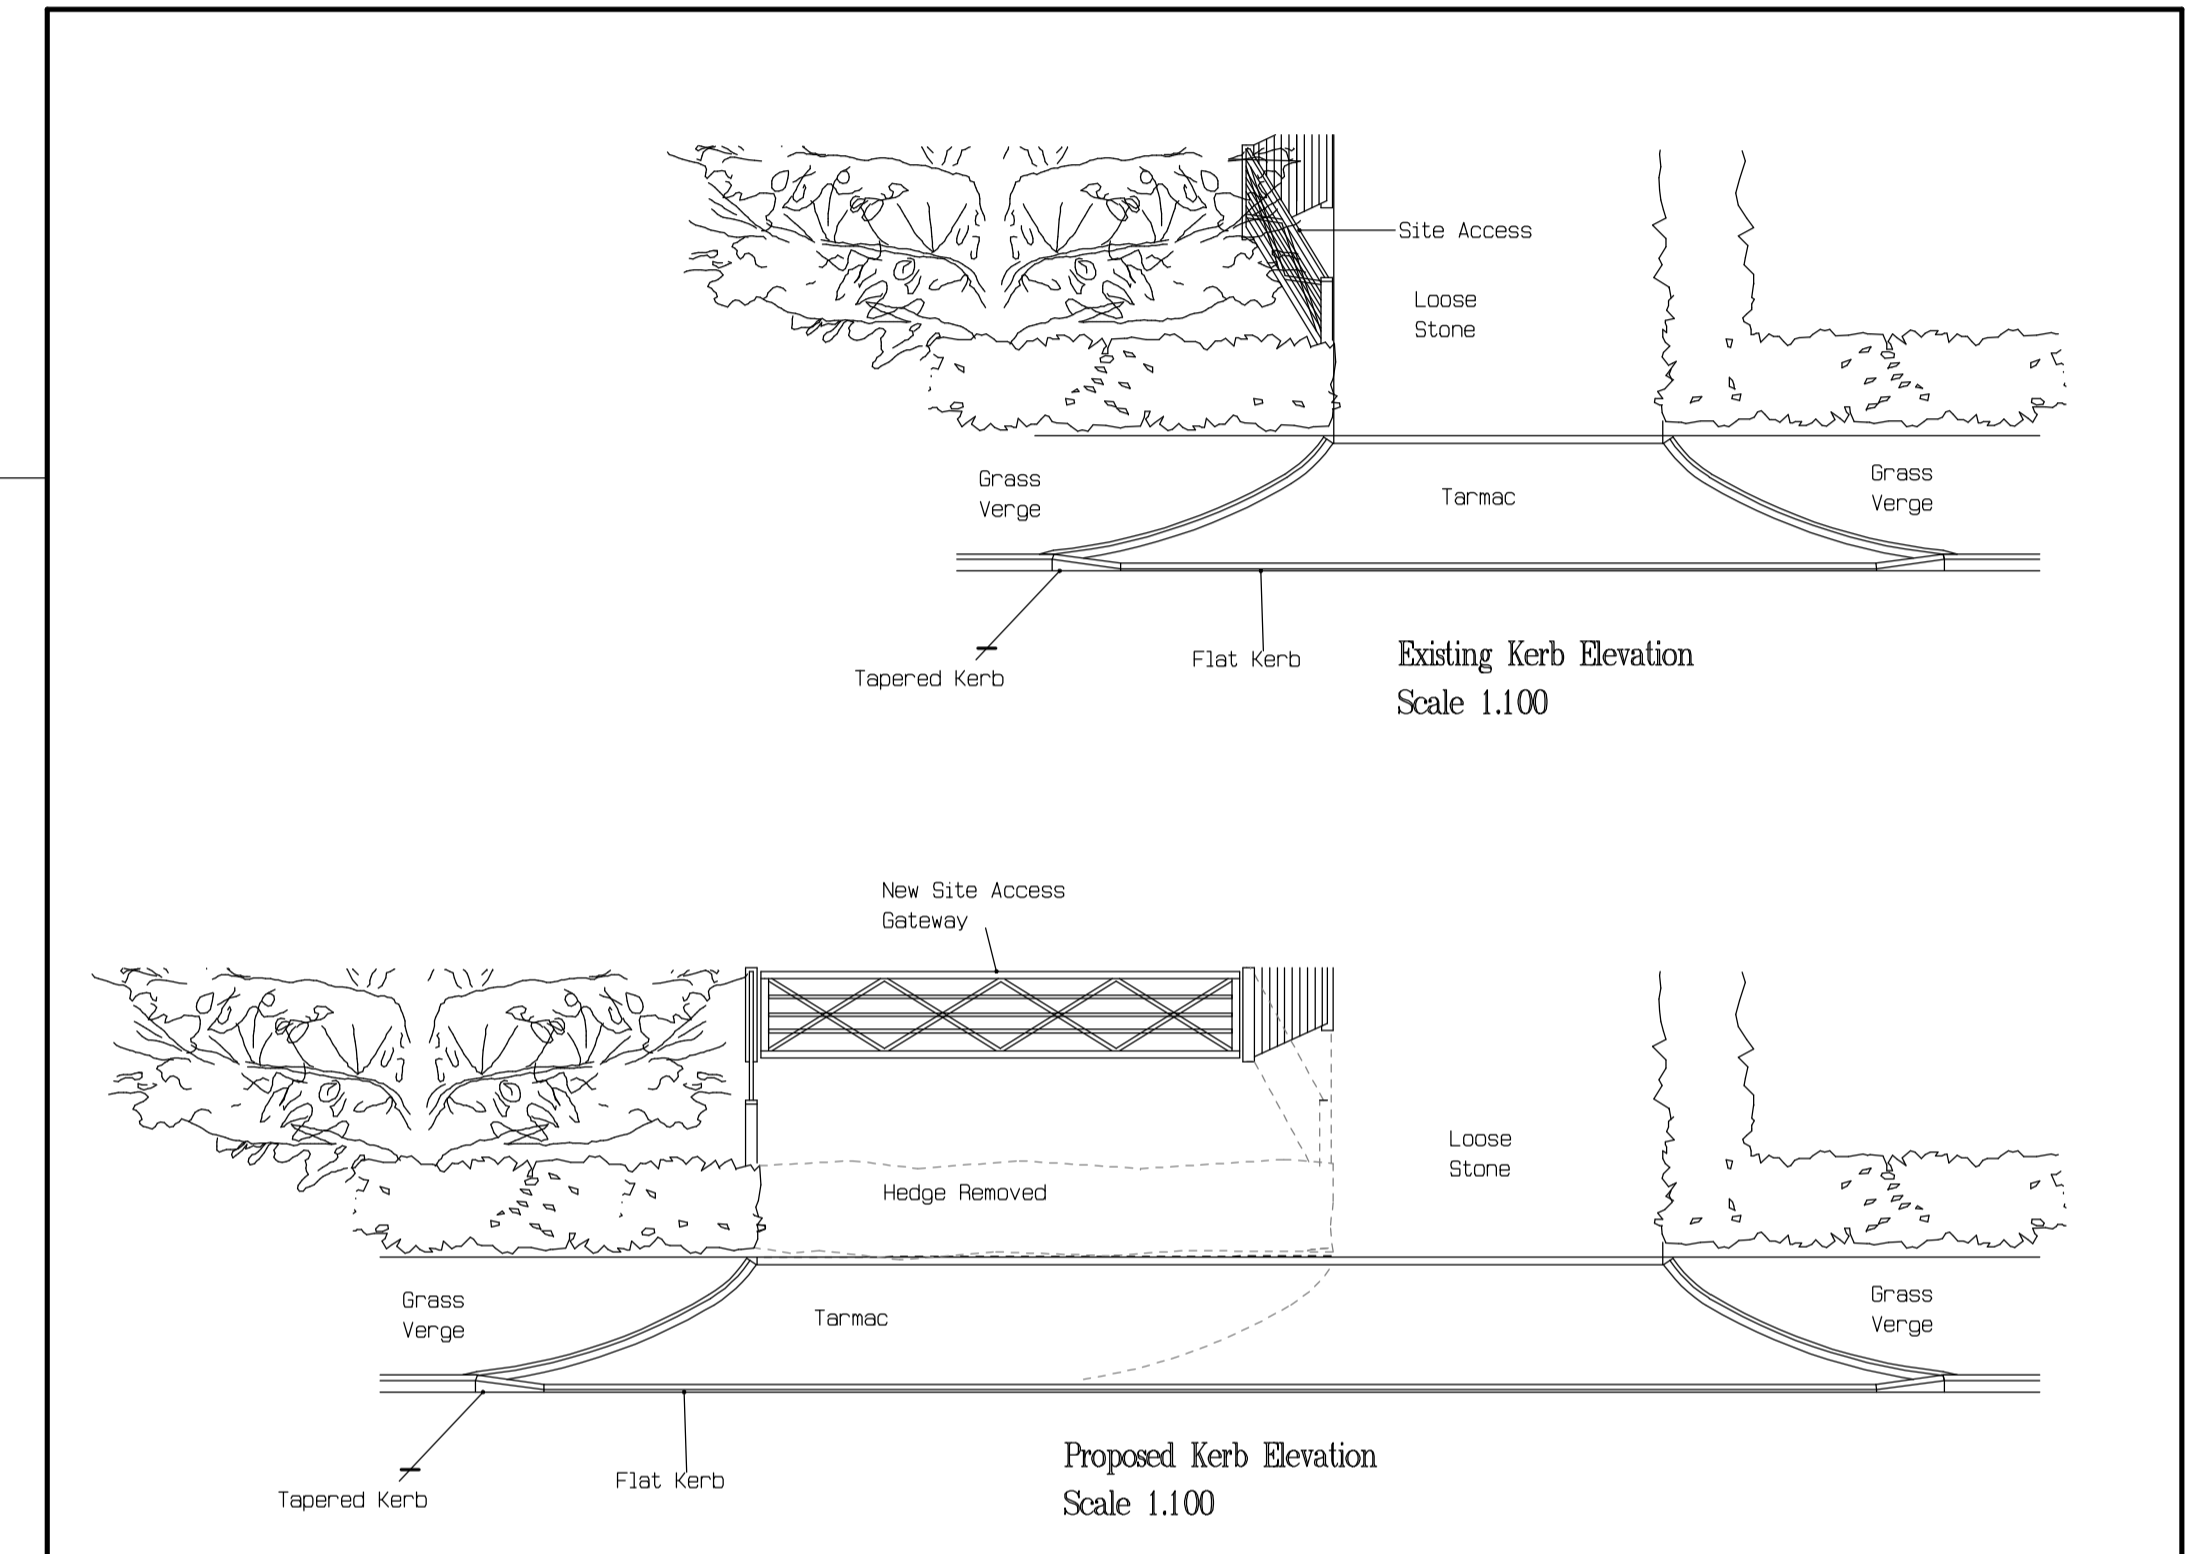 Site Access
Loose
Stone
Grass
Verge
Tarmac
Grass
Verge
Tapered Kerb
Flat Kerb
Existing Kerb Elevation
Scale 1.100
New Site Access
Gateway
Loose
Stone
Hedge Removed
Grass
Verge
Tarmac
Grass
Verge
Tapered Kerb
Flat Kerb
Proposed Kerb Elevation
Scale 1.100